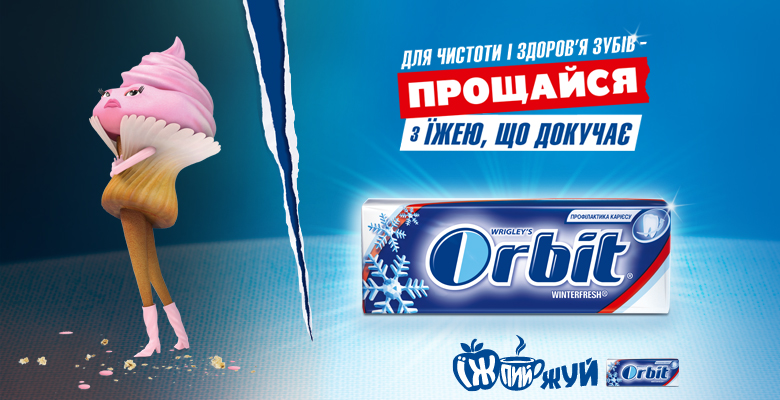 ДЛЯ ЧИСТОТИ І ЗДОРОВ'Я ЗУБІВ -
ПРОЩАЙСЯ
З ЇЖЕЮ, ЩО ДОКУЧАЄ
ПРОФІЛАКТИКА КАРІЄСУ
WRIGLEY'S
Orbit®
WINTERFRESH®
ЇЖ ПИЙ ЖУЙ Orbit